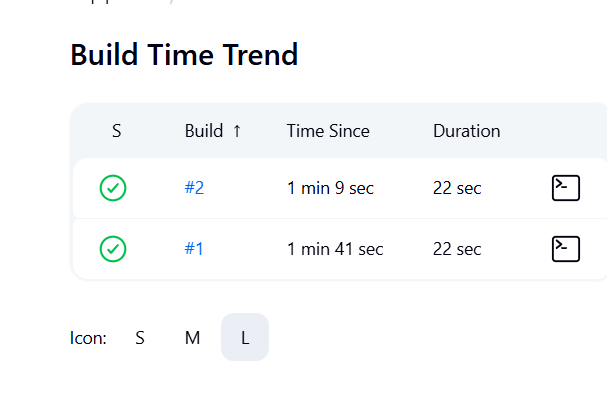 Build Time Trend
S Build ↑ Time Since Duration
#2 1 min 9 sec 22 sec
#1 1 min 41 sec 22 sec
Icon: S M L